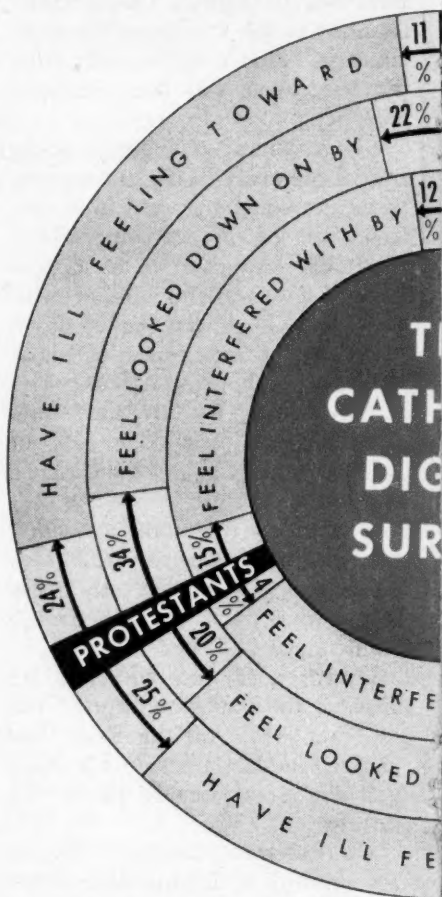 HAVE ILL FEELING TOWARD
11
%
FEEL LOOKED DOWN ON BY
22%
FEEL INTERFERED WITH BY
12
%
CATH
DIG
SUR
24%
34%
15%
PROTESTANTS
25%
20%
4
%
FEEL INTERFE
FEEL LOOKED
HAVE ILL FE